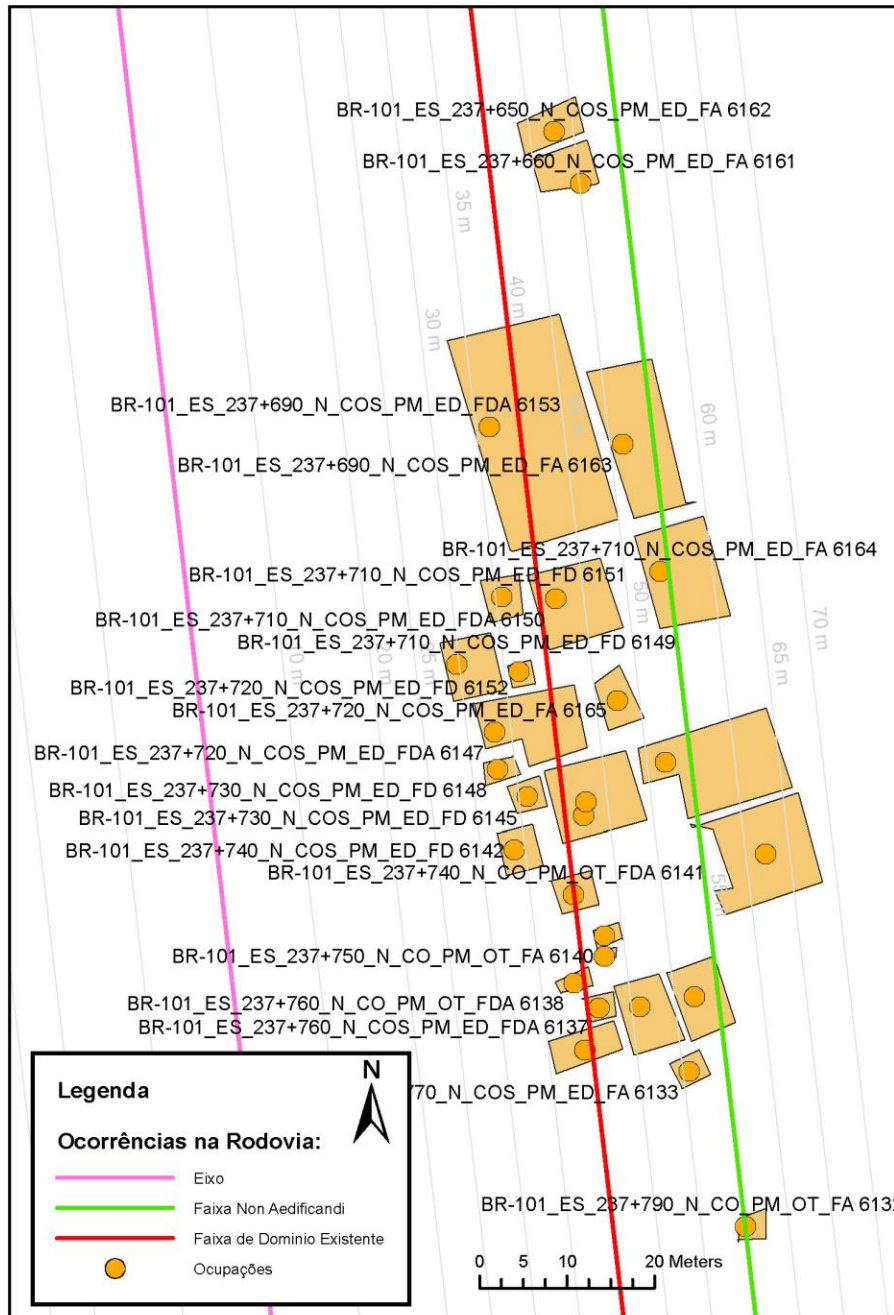 BR-101_ES_237+650_N_COS_PM_ED_FA 6162
BR-101_ES_237+660_N_COS_PM_ED_FA 6161
35 m
40 m
30 m
BR-101_ES_237+690_N_COS_PM_ED_FDA 6153
60 m
BR-101_ES_237+690_N_COS_PM_ED_FA 6163
BR-101_ES_237+710_N_COS_PM_ED_FA 6164
BR-101_ES_237+710_N_COS_PM_ED_FD 6151
50 m
70 m
BR-101_ES_237+710_N_COS_PM_ED_FDA 6150
BR-101_ES_237+710_N_COS_PM_ED_FD 6149
20 m
65 m
BR-101_ES_237+720_N_COS_PM_ED_FD 6152
BR-101_ES_237+720_N_COS_PM_ED_FA 6165
BR-101_ES_237+720_N_COS_PM_ED_FDA 6147
BR-101_ES_237+730_N_COS_PM_ED_FD 6148
BR-101_ES_237+730_N_COS_PM_ED_FD 6145
BR-101_ES_237+740_N_COS_PM_ED_FD 6142
BR-101_ES_237+740_N_CO_PM_OT_FDA 6141
55 m
BR-101_ES_237+750_N_CO_PM_OT_FA 6140
BR-101_ES_237+760_N_CO_PM_OT_FDA 6138
BR-101_ES_237+760_N_COS_PM_ED_FDA 6137
70_N_COS_PM_ED_FA 6133
BR-101_ES_237+790_N_CO_PM_OT_FA
N
Legenda
Ocorrências na Rodovia:
Eixo
Faixa Non Aedificandi
Faixa de Dominio Existente
Ocupações
0 5 10 20 Meters